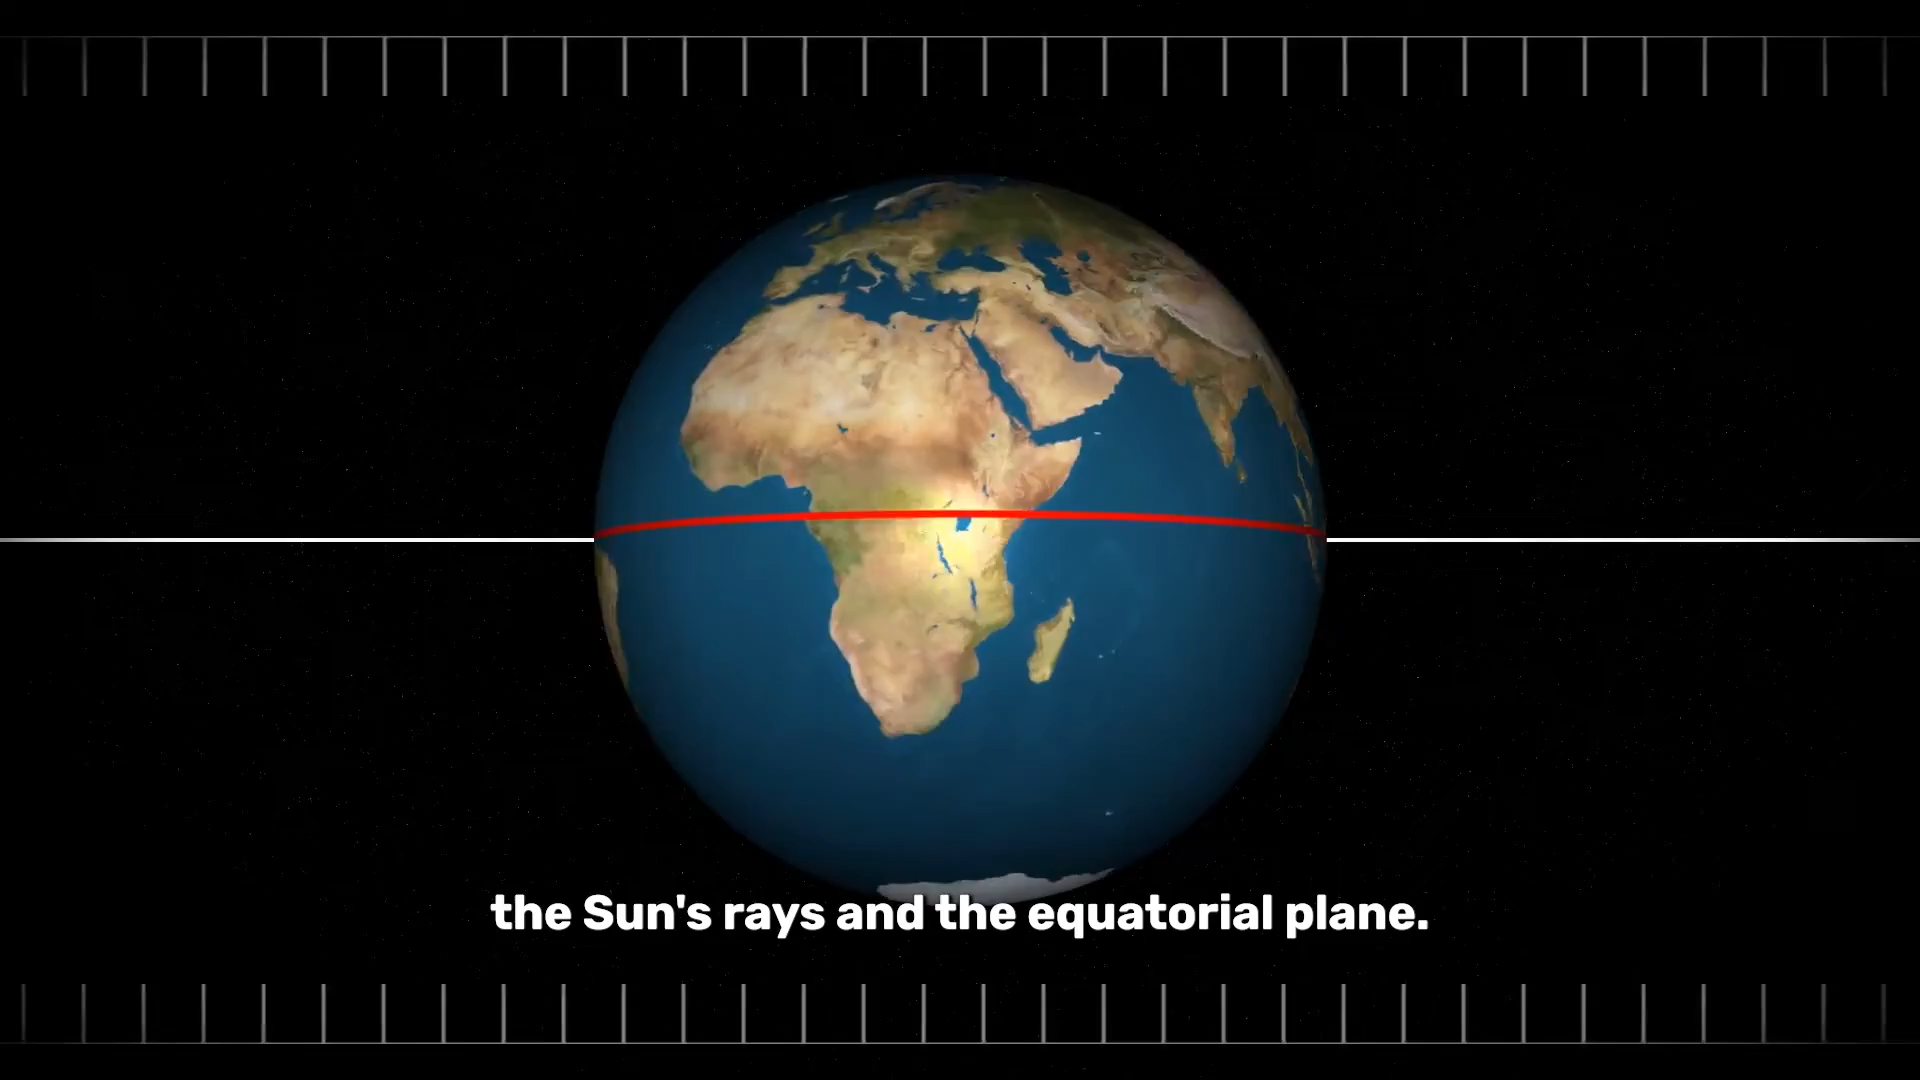 the Sun's rays and the equatorial plane.